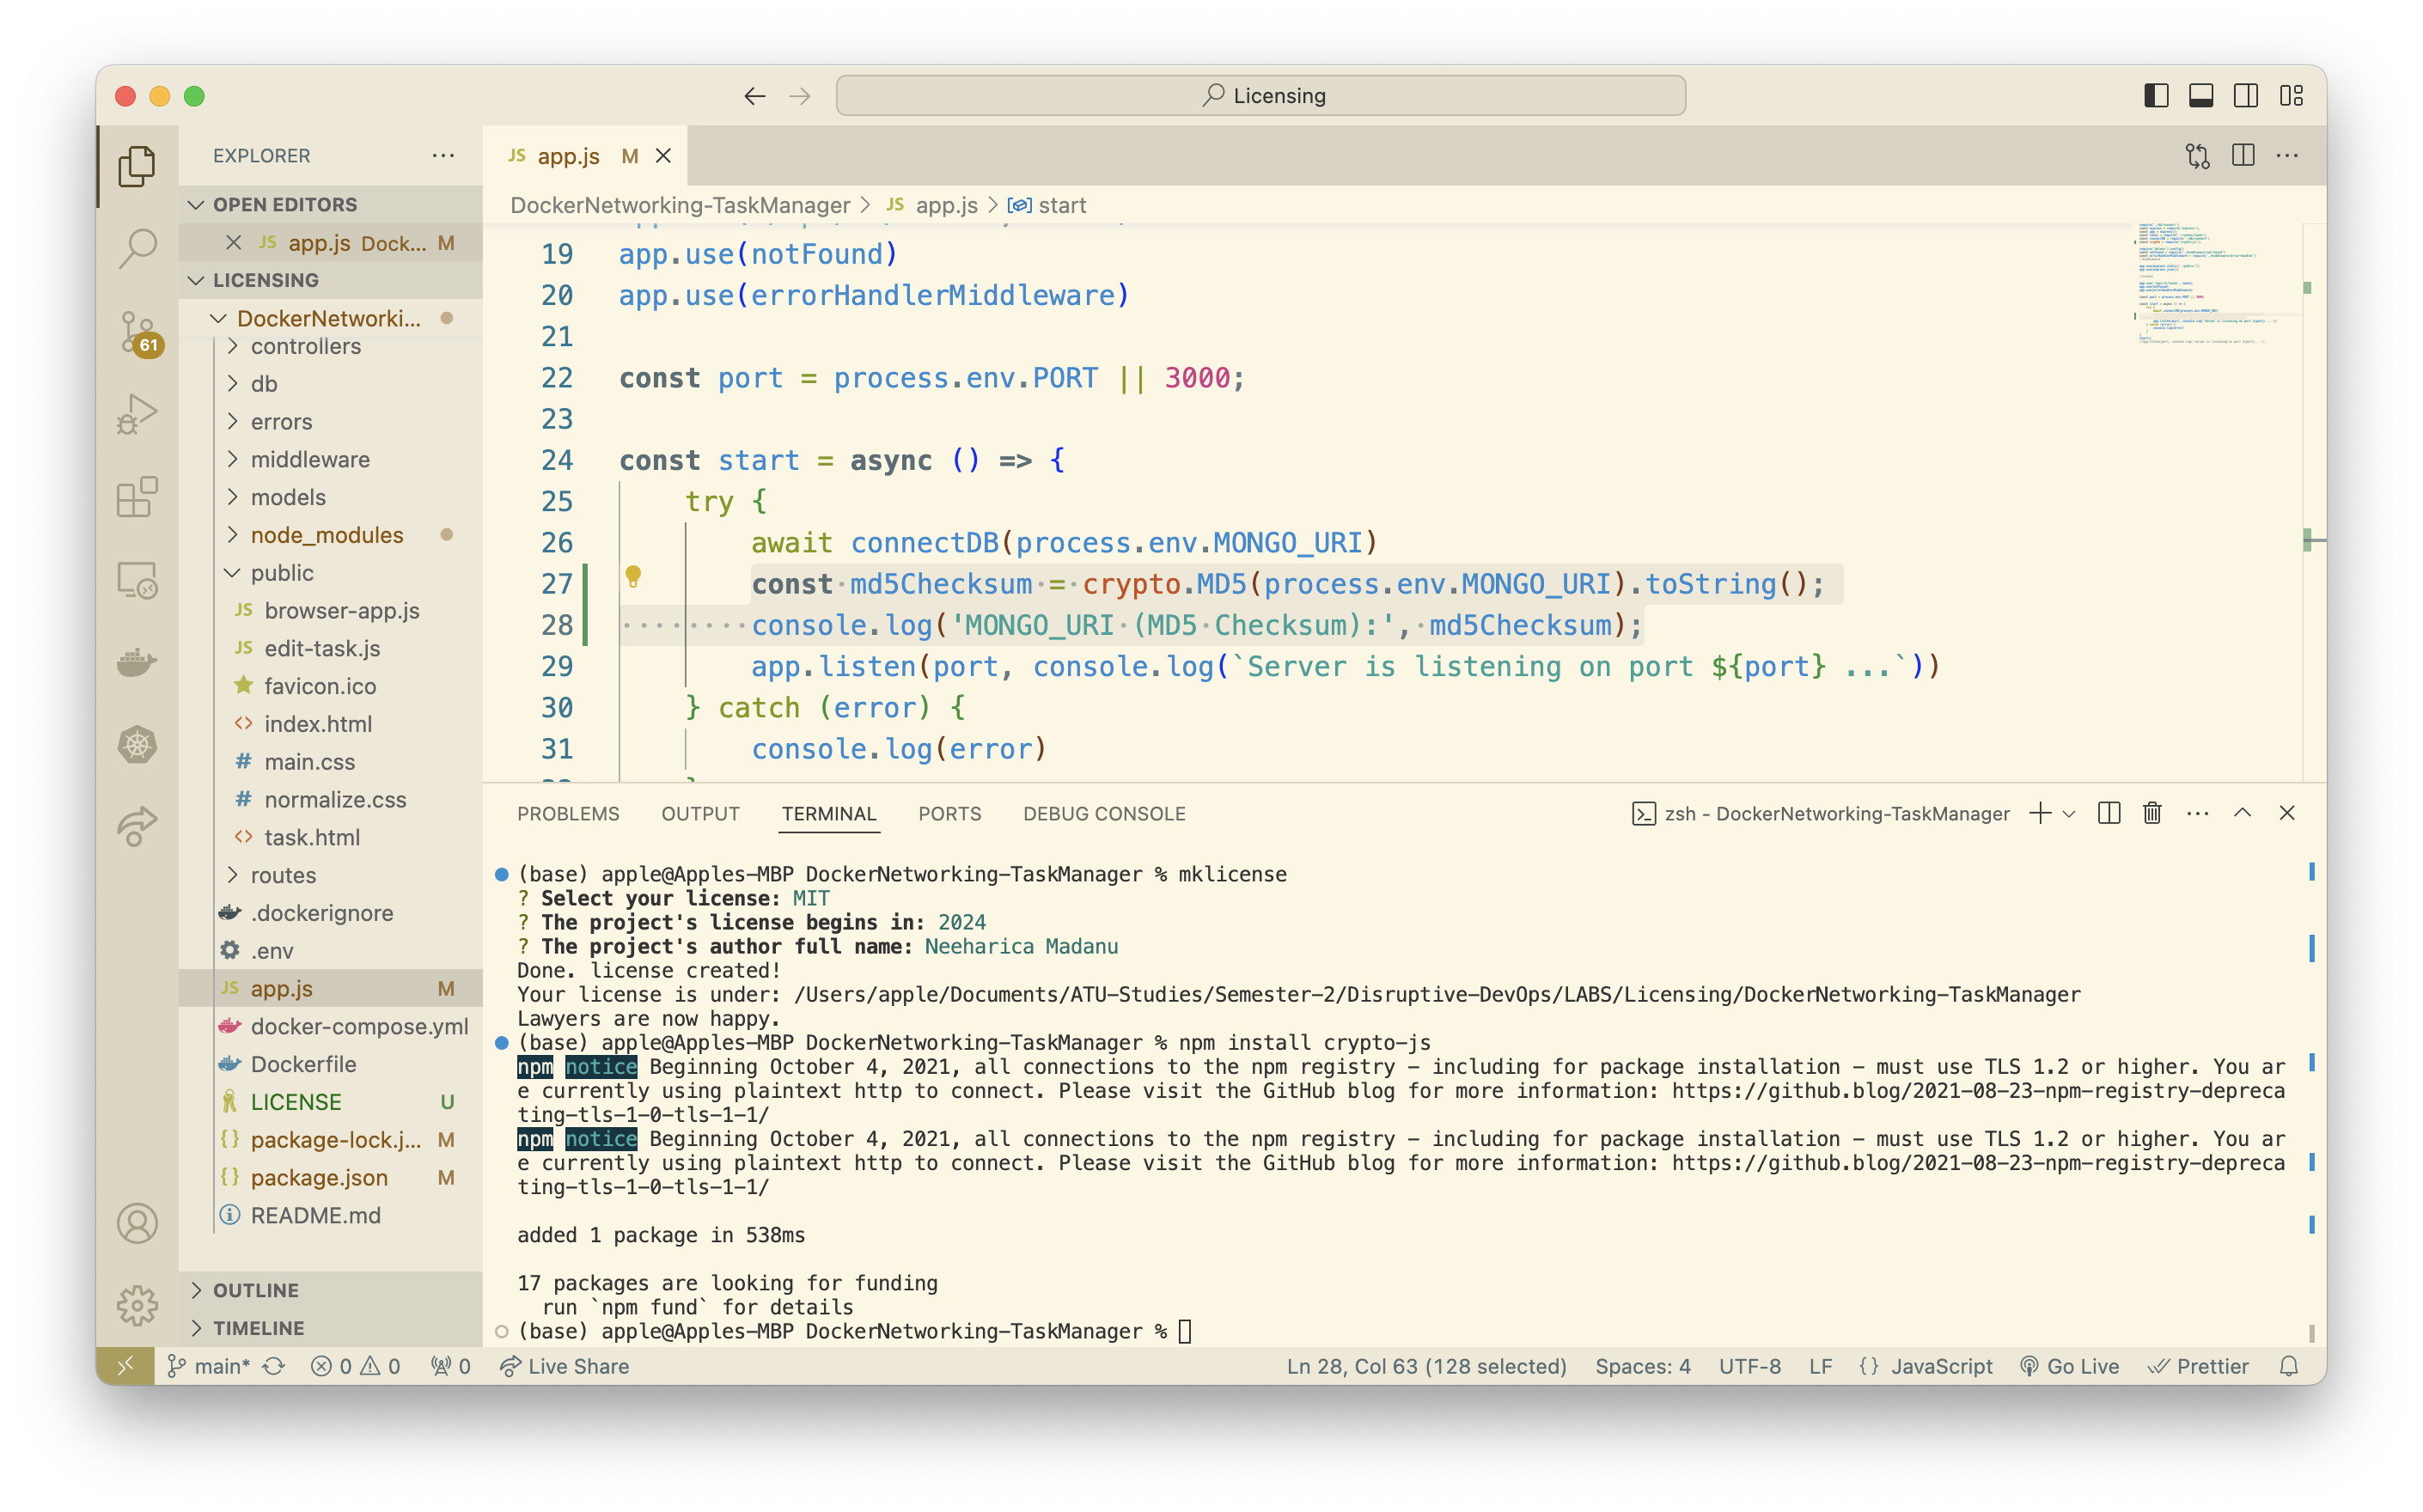 Licensing
EXPLORER
OPEN EDITORS
app.js Dock... M
LICENSING
DockerNetworki...
controllers
db
errors
middleware
models
node_modules
public
JS browser-app.js
JS edit-task.js
favicon.ico
<> index.html
# main.css
# normalize.css
<> task.html
routes
.dockerignore
.env
JS app.js M
docker-compose.yml
Dockerfile
LICENSE U
{} package-lock.j... M
{} package.json M
README.md
OUTLINE
TIMELINE
61
JS app.js M
DockerNetworking-TaskManager > JS app.js > start
19 app.use(notFound)
20 app.use(errorHandlerMiddleware)
21
22 const port = process.env.PORT || 3000;
23
24 const start = async () => {
25 try {
26 await connectDB(process.env.MONGO_URI)
27 const md5Checksum = crypto.MD5(process.env.MONGO_URI).toString();
28 console.log('MONGO_URI (MD5 Checksum):', md5Checksum);
29 app.listen(port, console.log(`Server is listening on port ${port} ...`))
30 } catch (error) {
31 console.log(error)
PROBLEMS OUTPUT TERMINAL PORTS DEBUG CONSOLE zsh - DockerNetworking-TaskManager
(base) apple@Apples-MBP DockerNetworking-TaskManager % mklicense
? Select your license: MIT
? The project's license begins in: 2024
? The project's author full name: Neeharica Madanu
Done. license created!
Your license is under: /Users/apple/Documents/ATU-Studies/Semester-2/Disruptive-DevOps/LABS/Licensing/DockerNetworking-TaskManager
Lawyers are now happy.
(base) apple@Apples-MBP DockerNetworking-TaskManager % npm install crypto-js
npm notice Beginning October 4, 2021, all connections to the npm registry - including for package installation - must use TLS 1.2 or higher. You ar
e currently using plaintext http to connect. Please visit the GitHub blog for more information: https://github.blog/2021-08-23-npm-registry-depreca
ting-tls-1-0-tls-1-1/
npm notice Beginning October 4, 2021, all connections to the npm registry - including for package installation - must use TLS 1.2 or higher. You ar
e currently using plaintext http to connect. Please visit the GitHub blog for more information: https://github.blog/2021-08-23-npm-registry-depreca
ting-tls-1-0-tls-1-1/
added 1 package in 538ms
17 packages are looking for funding
run `npm fund` for details
(base) apple@Apples-MBP DockerNetworking-TaskManager %
main* 0 0 0 Live Share Ln 28, Col 63 (128 selected) Spaces: 4 UTF-8 LF {} JavaScript Go Live Prettier